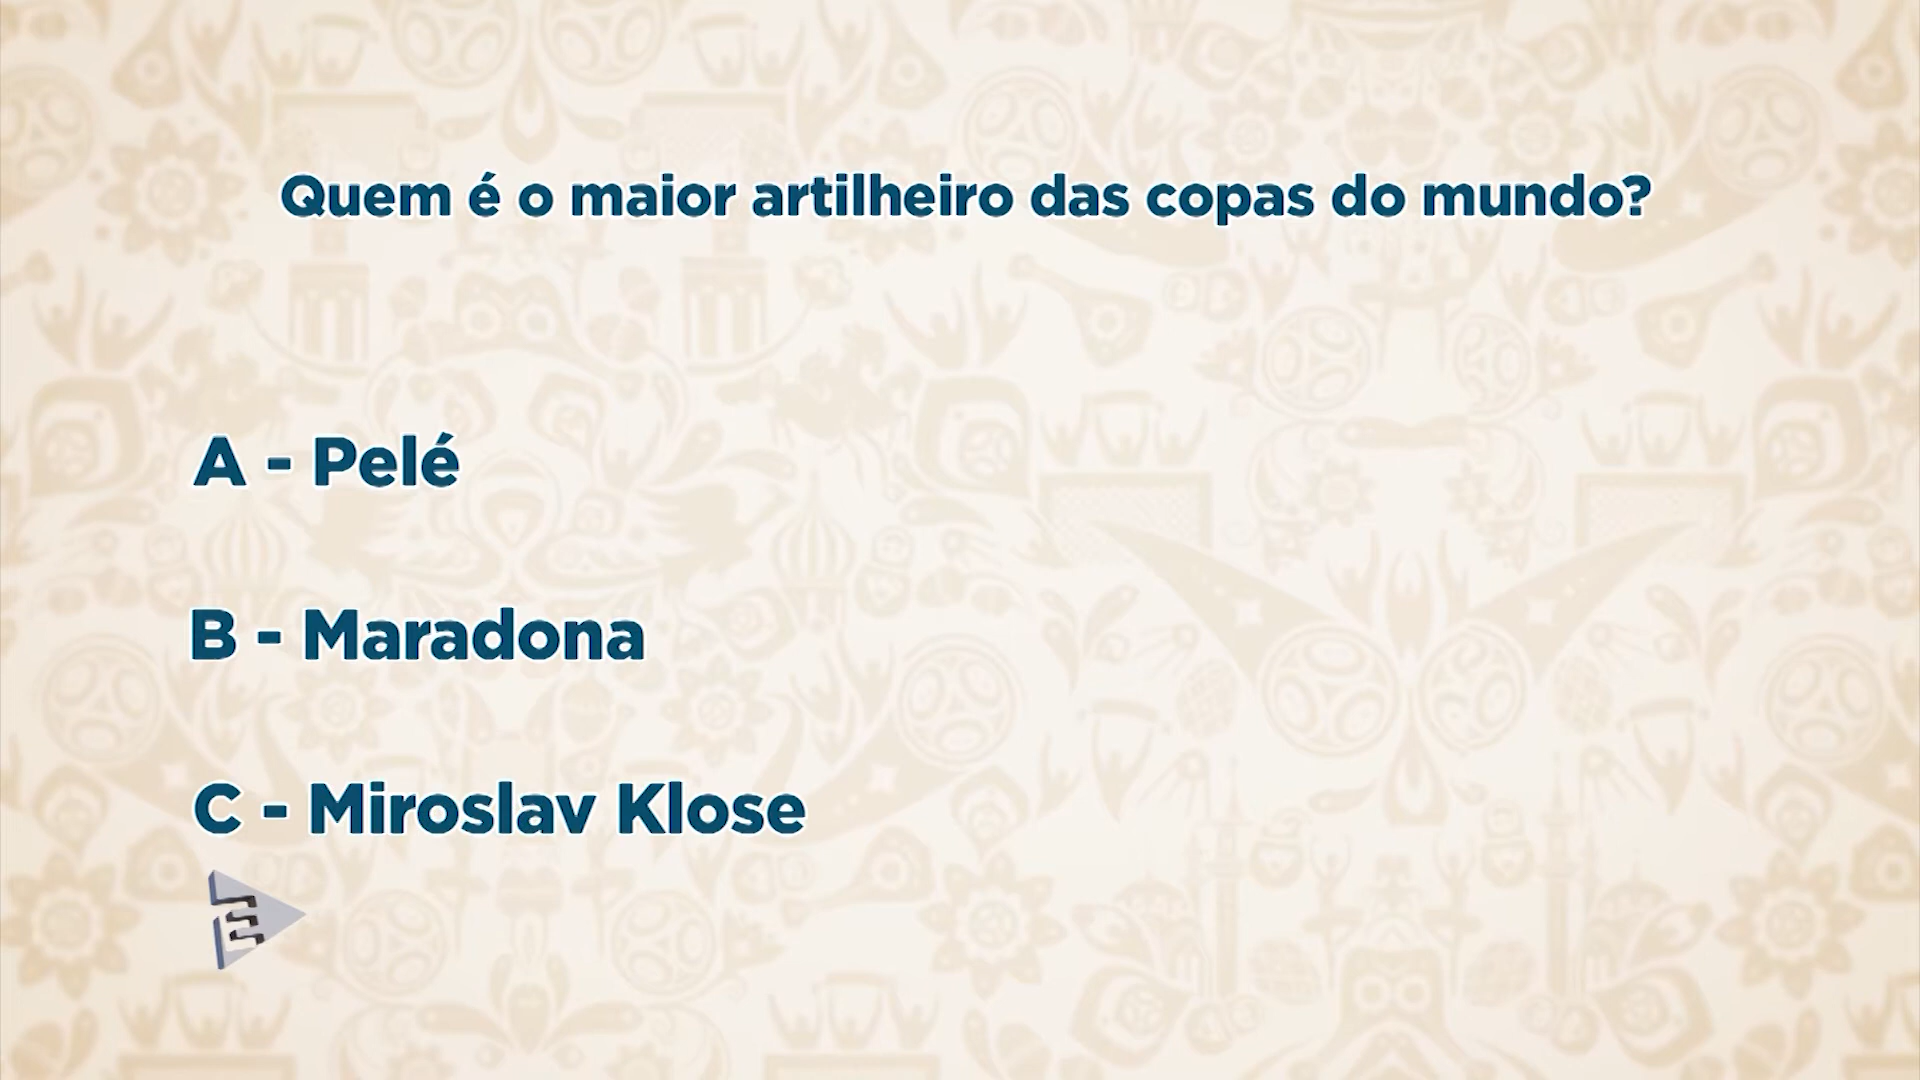 Quem é o maior artilheiro das copas do mundo?
A - Pelé
B - Maradona
C - Miroslav Klose